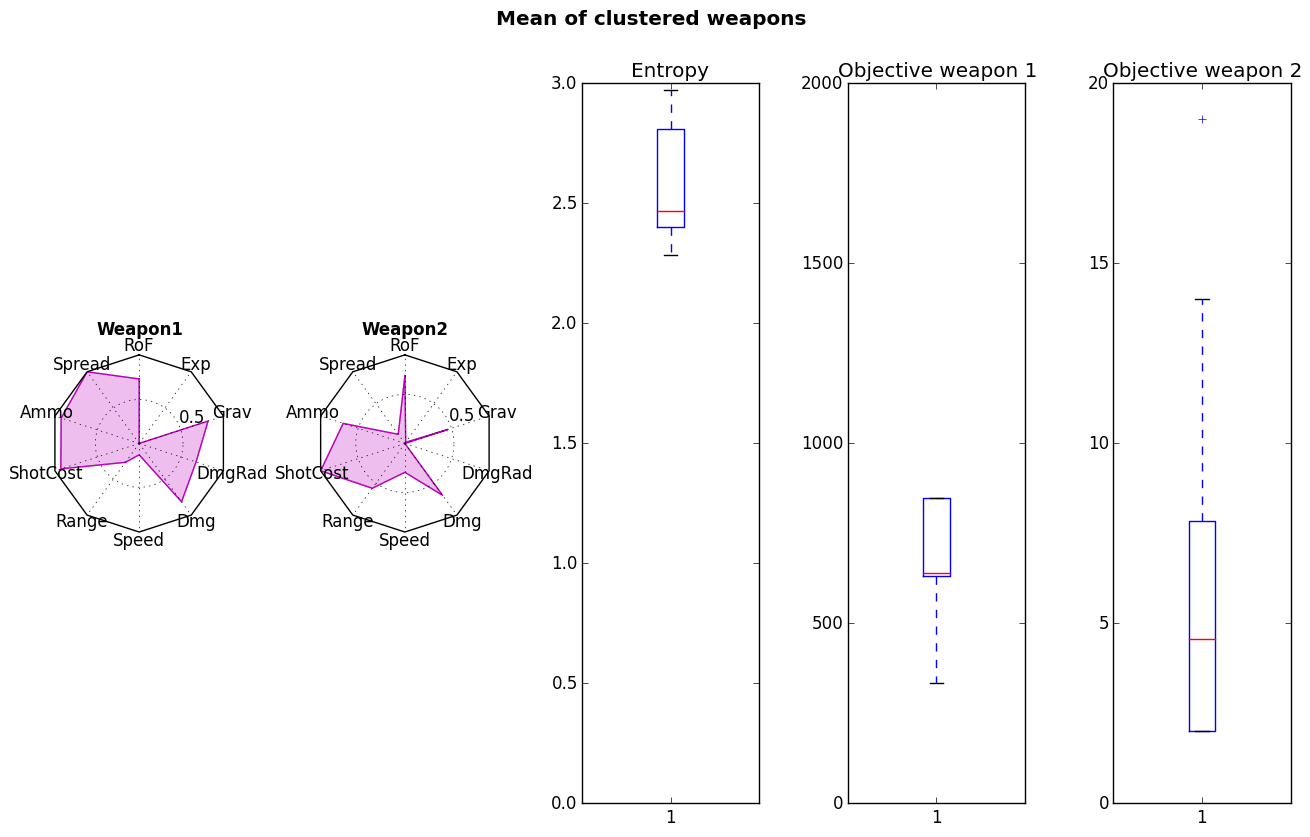 Mean of clustered weapons
Weapon1
RoF
Exp
Grav
DmgRad
Dmg
Speed
Range
ShotCost
Ammo
Spread
0.5
Weapon2
RoF
Exp
Grav
DmgRad
Dmg
Speed
Range
ShotCost
Ammo
Spread
0.5
Entropy
3.0
2.5
2.0
1.5
1.0
0.5
0.0
1
Objective weapon 1
2000
1500
1000
500
0
1
Objective weapon 2
20
15
10
5
0
1